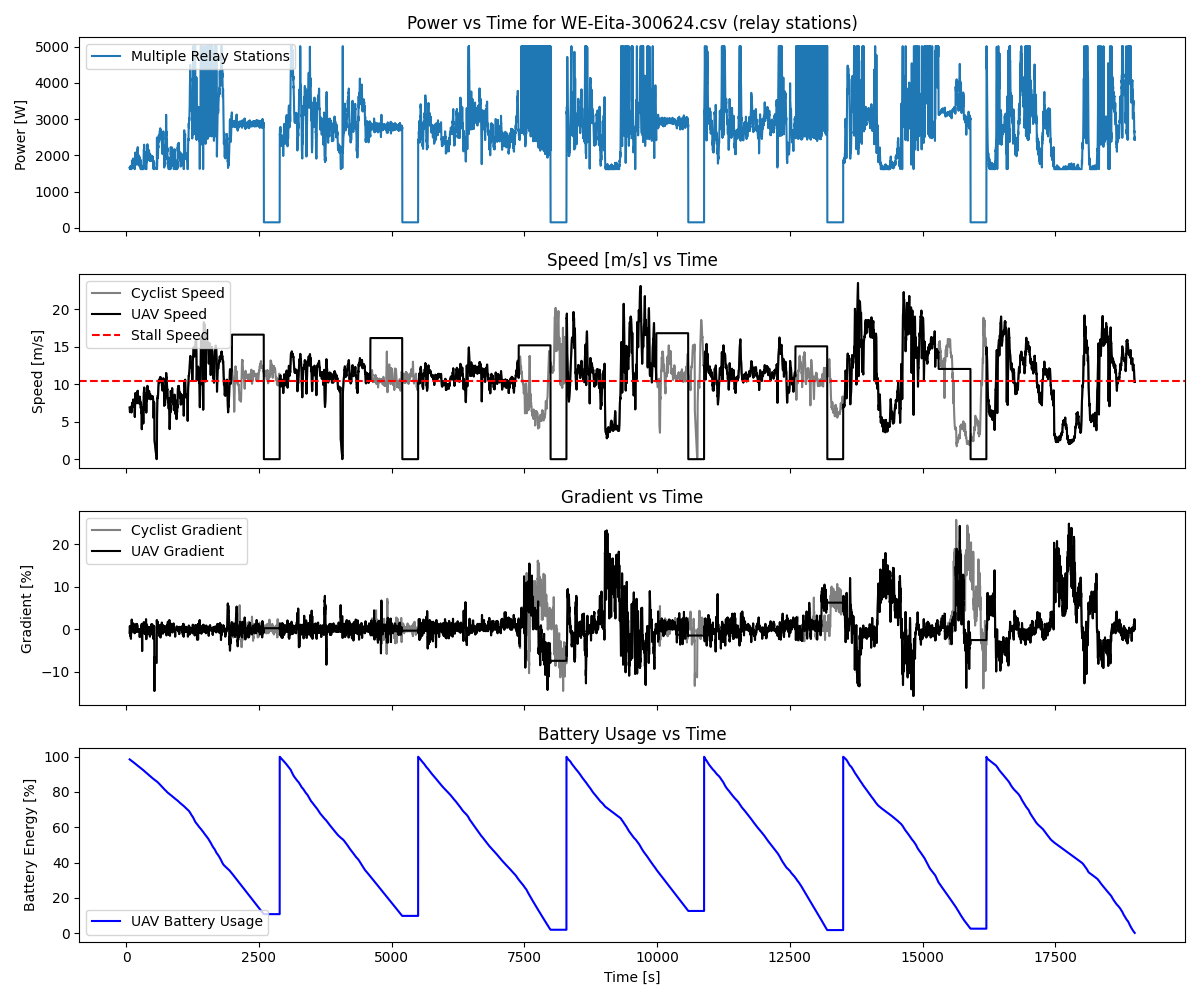 Power vs Time for WE-Eita-300624.csv (relay stations)
5000
4000
3000
2000
1000
0
Power [W]
Multiple Relay Stations
Speed [m/s] vs Time
20
15
10
5
0
Speed [m/s]
Cyclist Speed
UAV Speed
Stall Speed
Gradient vs Time
20
10
0
−10
Gradient [%]
Cyclist Gradient
UAV Gradient
Battery Usage vs Time
100
80
60
40
20
0
Battery Energy [%]
UAV Battery Usage
0 2500 5000 7500 10000 12500 15000 17500
Time [s]